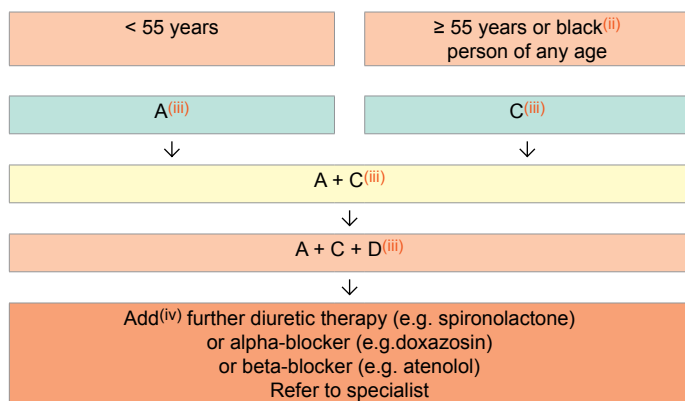 < 55 years
≥ 55 years or black(ii)
person of any age
A(iii)
C(iii)
A + C(iii)
A + C + D(iii)
Add(iv) further diuretic therapy (e.g. spironolactone)
or alpha-blocker (e.g.doxazosin)
or beta-blocker (e.g. atenolol)
Refer to specialist